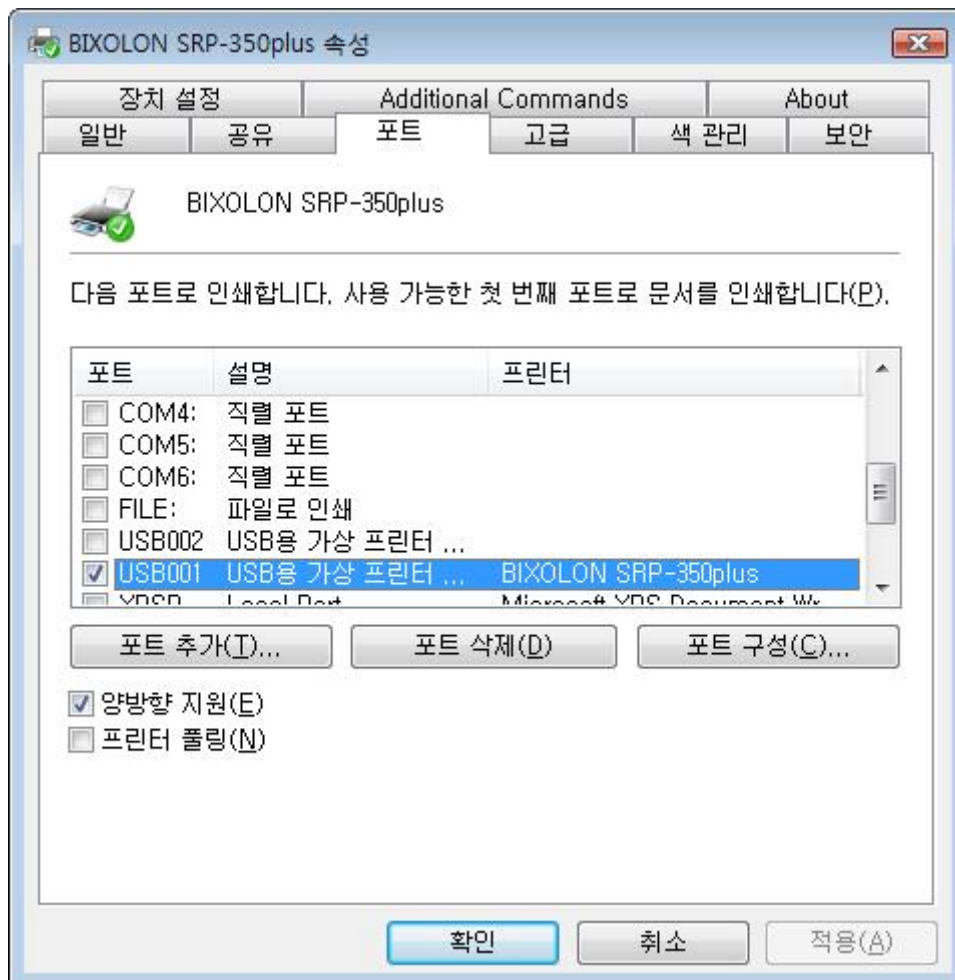 BIXOLON SRP-350plus 속성
장치 설정 Additional Commands About
일반 공유 포트 고급 색 관리 보안
BIXOLON SRP-350plus
다음 포트로 인쇄합니다. 사용 가능한 첫 번째 포트로 문서를 인쇄합니다(P).
포트 설명 프린터
COM4: 직렬 포트
COM5: 직렬 포트
COM6: 직렬 포트
FILE: 파일로 인쇄
USB002 USB용 가상 프린터 ...
USB001 USB용 가상 프린터 ... BIXOLON SRP-350plus
Local Port Microsoft XPS Document Wr
포트 추가(T)... 포트 삭제(D) 포트 구성(C)...
양방향 지원(E)
프린터 풀링(N)
확인 취소 적용(A)